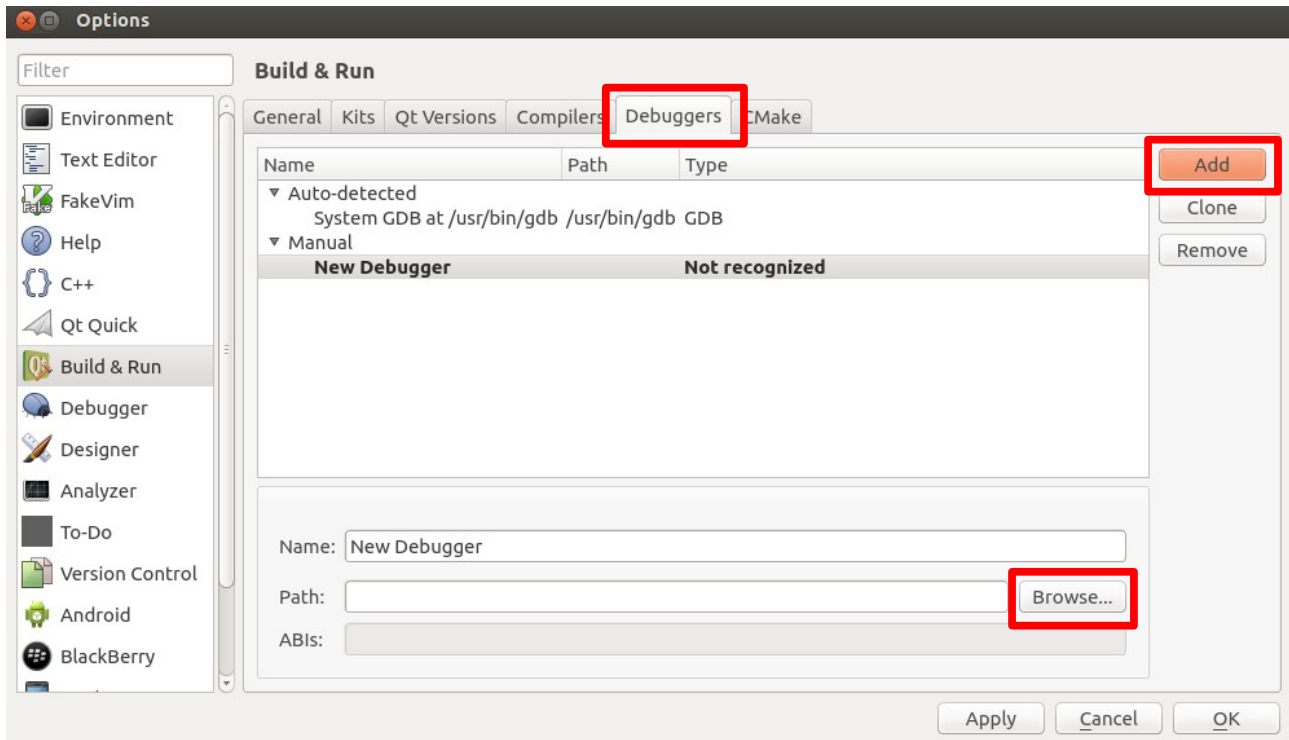 Options
Filter
Build & Run
Environment
Text Editor
FakeVim
Help
C++
Qt Quick
Build & Run
Debugger
Designer
Analyzer
To-Do
Version Control
Android
BlackBerry
General Kits Qt Versions Compilers Debuggers CMake
Name Path Type
Auto-detected
System GDB at /usr/bin/gdb /usr/bin/gdb GDB
Manual
New Debugger Not recognized
Add
Clone
Remove
Name: New Debugger
Path: Browse...
ABIs:
Apply Cancel OK